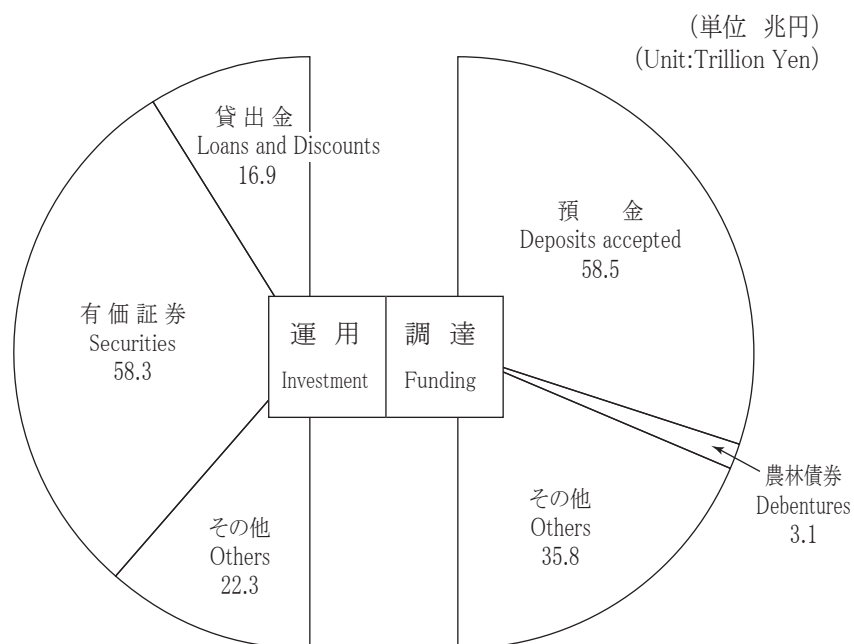 (単位 兆円)
(Unit:Trillion Yen)
貸出金
Loans and Discounts
16.9
預金
Deposits accepted
58.5
有価証券
Securities
58.3
運用
Investment
調達
Funding
その他
Others
22.3
その他
Others
35.8
農林債券
Debentures
3.1